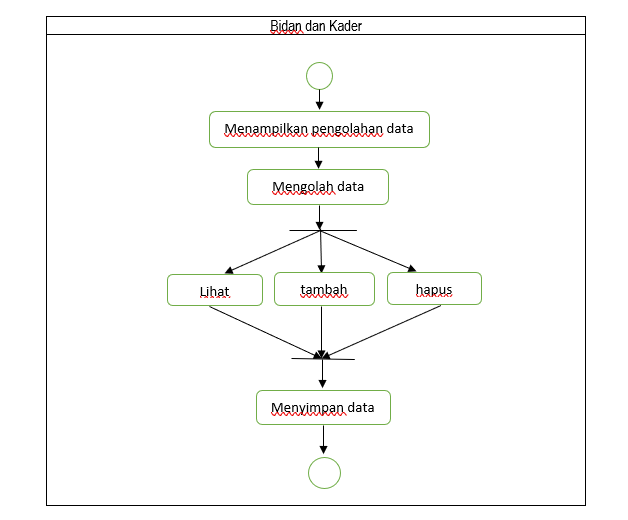 Bidan dan Kader
Menampilkan pengolahan data
Mengolah data
Lihat
tambah
hapus
Menyimpan data